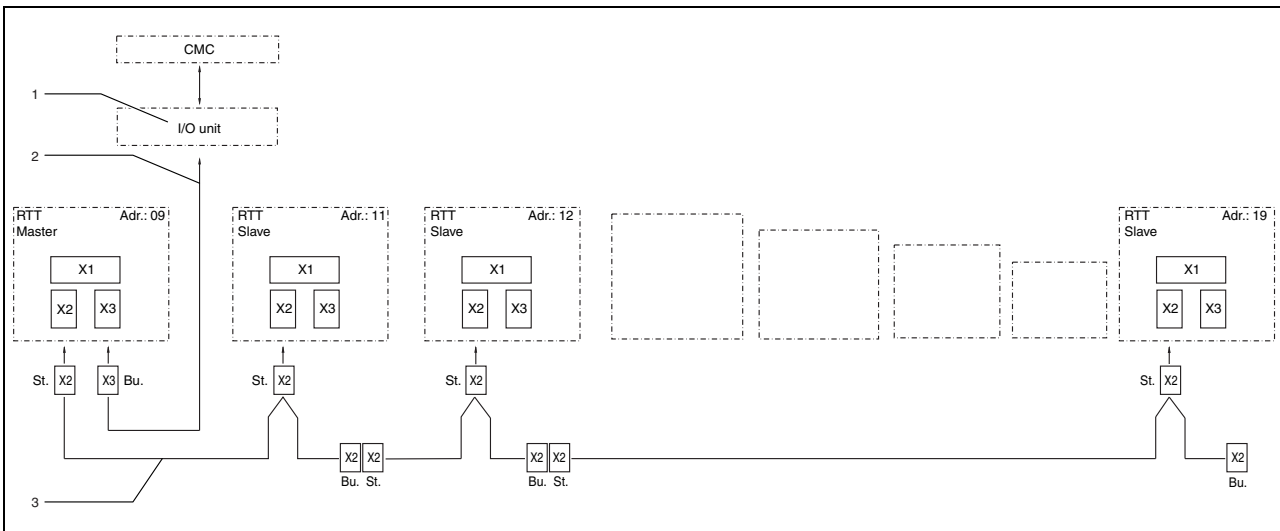 CMC
1
I/O unit
2
RTT Adr.: 09
Master
X1
X2 X3
RTT Adr.: 11
Slave
X1
X2 X3
RTT Adr.: 12
Slave
X1
X2 X3
RTT Adr.: 19
Slave
X1
X2 X3
St. X2 X3 Bu.
St. X2
St. X2
St. X2
X2 X2
Bu. St.
X2 X2
Bu. St.
X2
Bu.
3